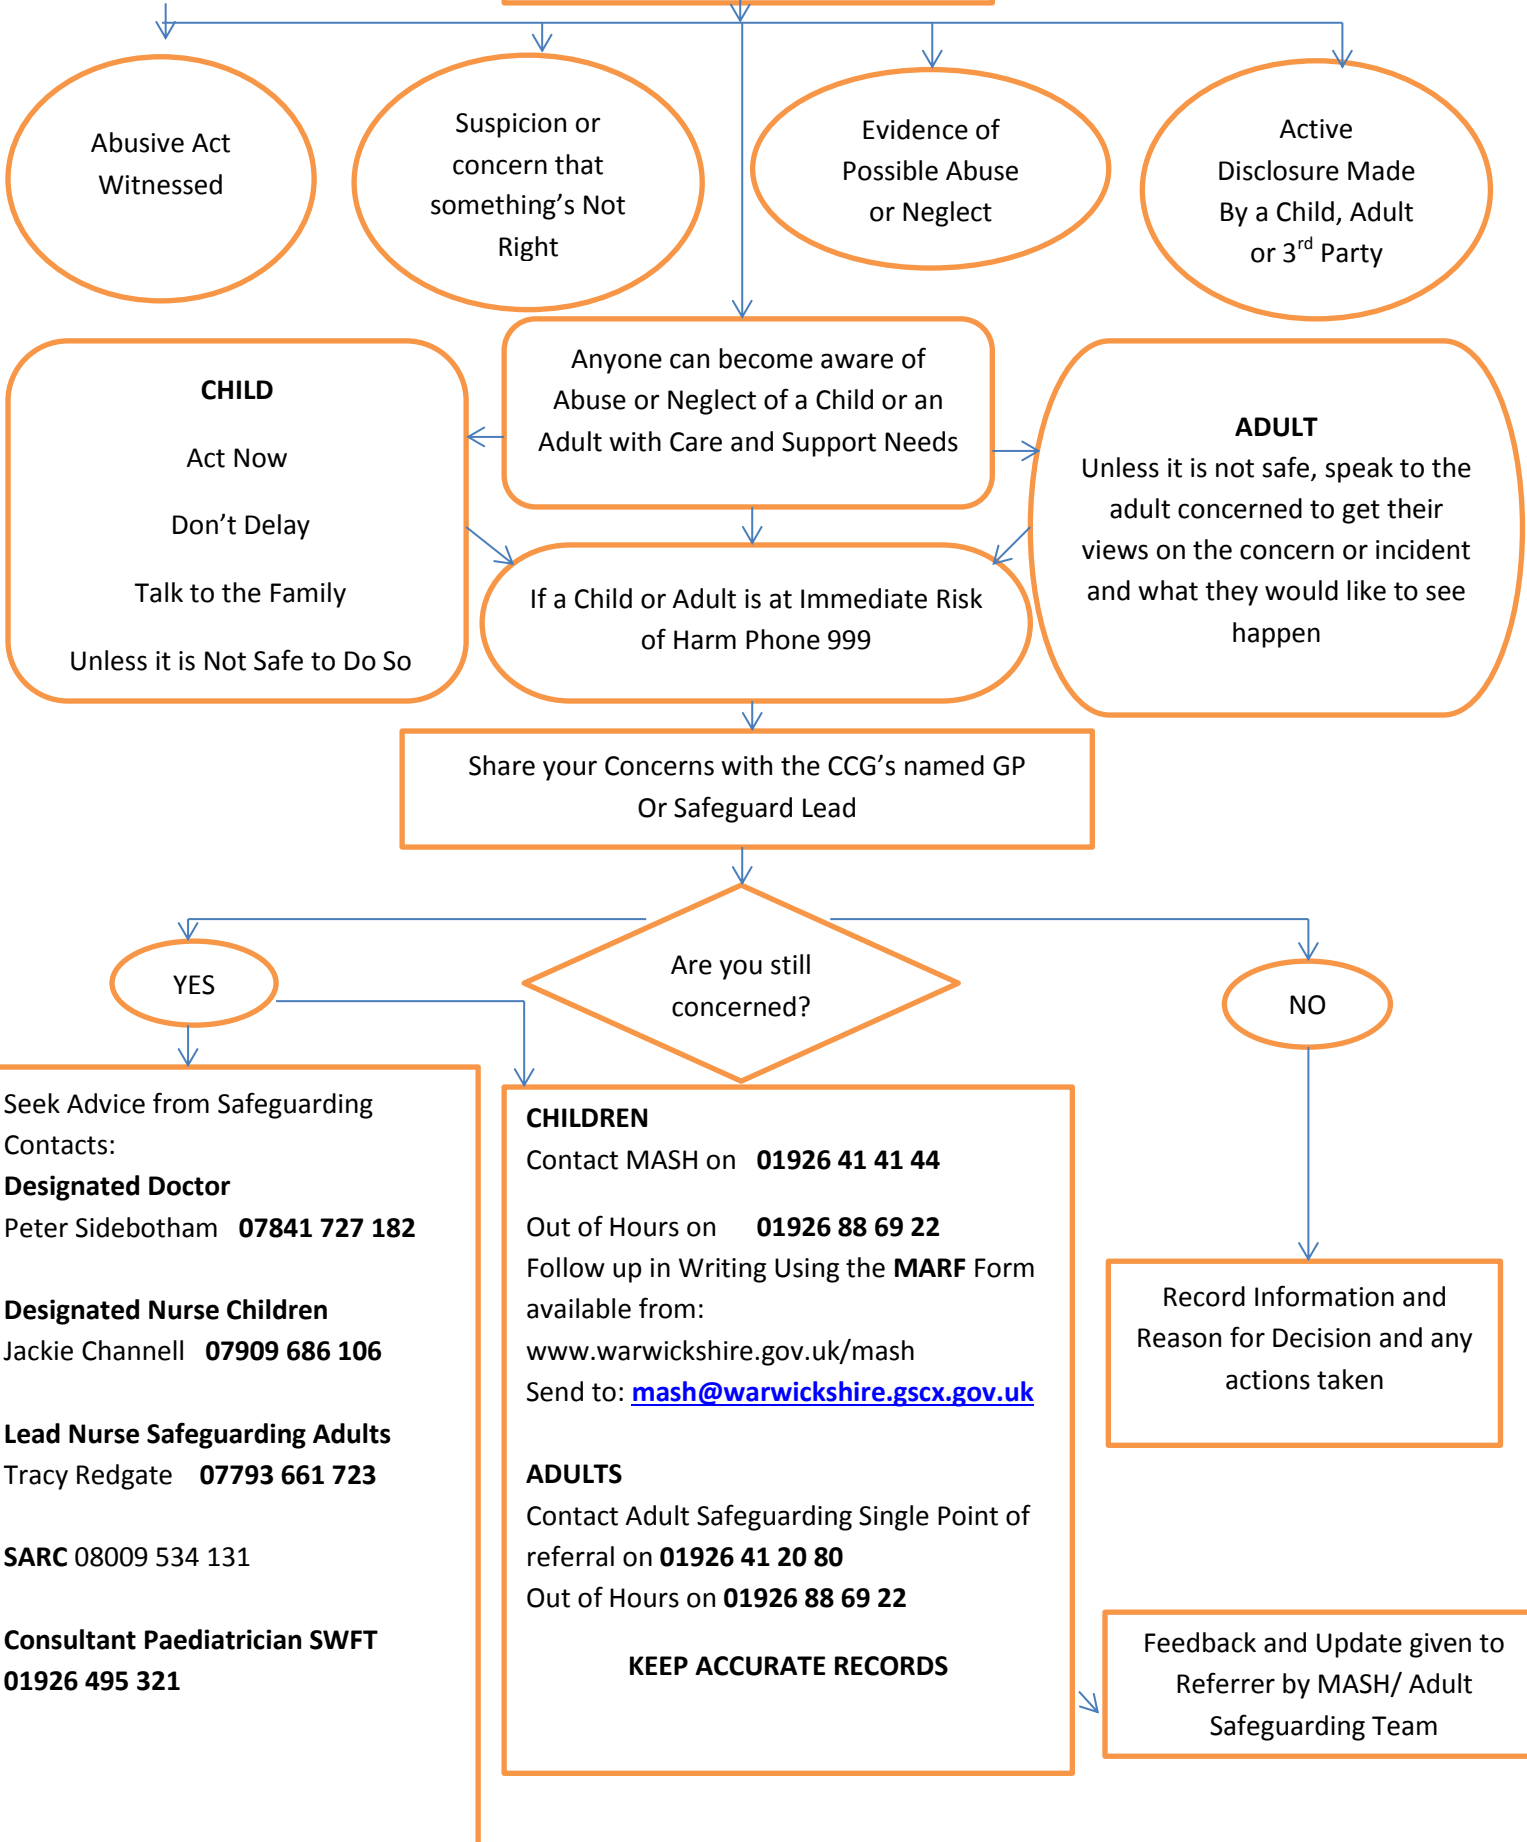 Abusive Act
Witnessed
Suspicion or
concern that
something's Not
Right
Evidence of
Possible Abuse
or Neglect
Active
Disclosure Made
By a Child, Adult
or 3rd Party
CHILD
Act Now
Don't Delay
Talk to the Family
Unless it is Not Safe to Do So
Anyone can become aware of
Abuse or Neglect of a Child or an
Adult with Care and Support Needs
ADULT
Unless it is not safe, speak to the
adult concerned to get their
views on the concern or incident
and what they would like to see
happen
If a Child or Adult is at Immediate Risk
of Harm Phone 999
Share your Concerns with the CCG's named GP
Or Safeguard Lead
Are you still
concerned?
YES
NO
Seek Advice from Safeguarding
Contacts:
Designated Doctor
Peter Sidebotham 07841 727 182
Designated Nurse Children
Jackie Channell 07909 686 106
Lead Nurse Safeguarding Adults
Tracy Redgate 07793 661 723
SARC 08009 534 131
Consultant Paediatrician SWFT
01926 495 321
CHILDREN
Contact MASH on 01926 41 41 44
Out of Hours on 01926 88 69 22
Follow up in Writing Using the MARF Form
available from:
www.warwickshire.gov.uk/mash
Send to: mash@warwickshire.gscx.gov.uk
ADULTS
Contact Adult Safeguarding Single Point of
referral on 01926 41 20 80
Out of Hours on 01926 88 69 22
KEEP ACCURATE RECORDS
Record Information and
Reason for Decision and any
actions taken
Feedback and Update given to
Referrer by MASH/ Adult
Safeguarding Team